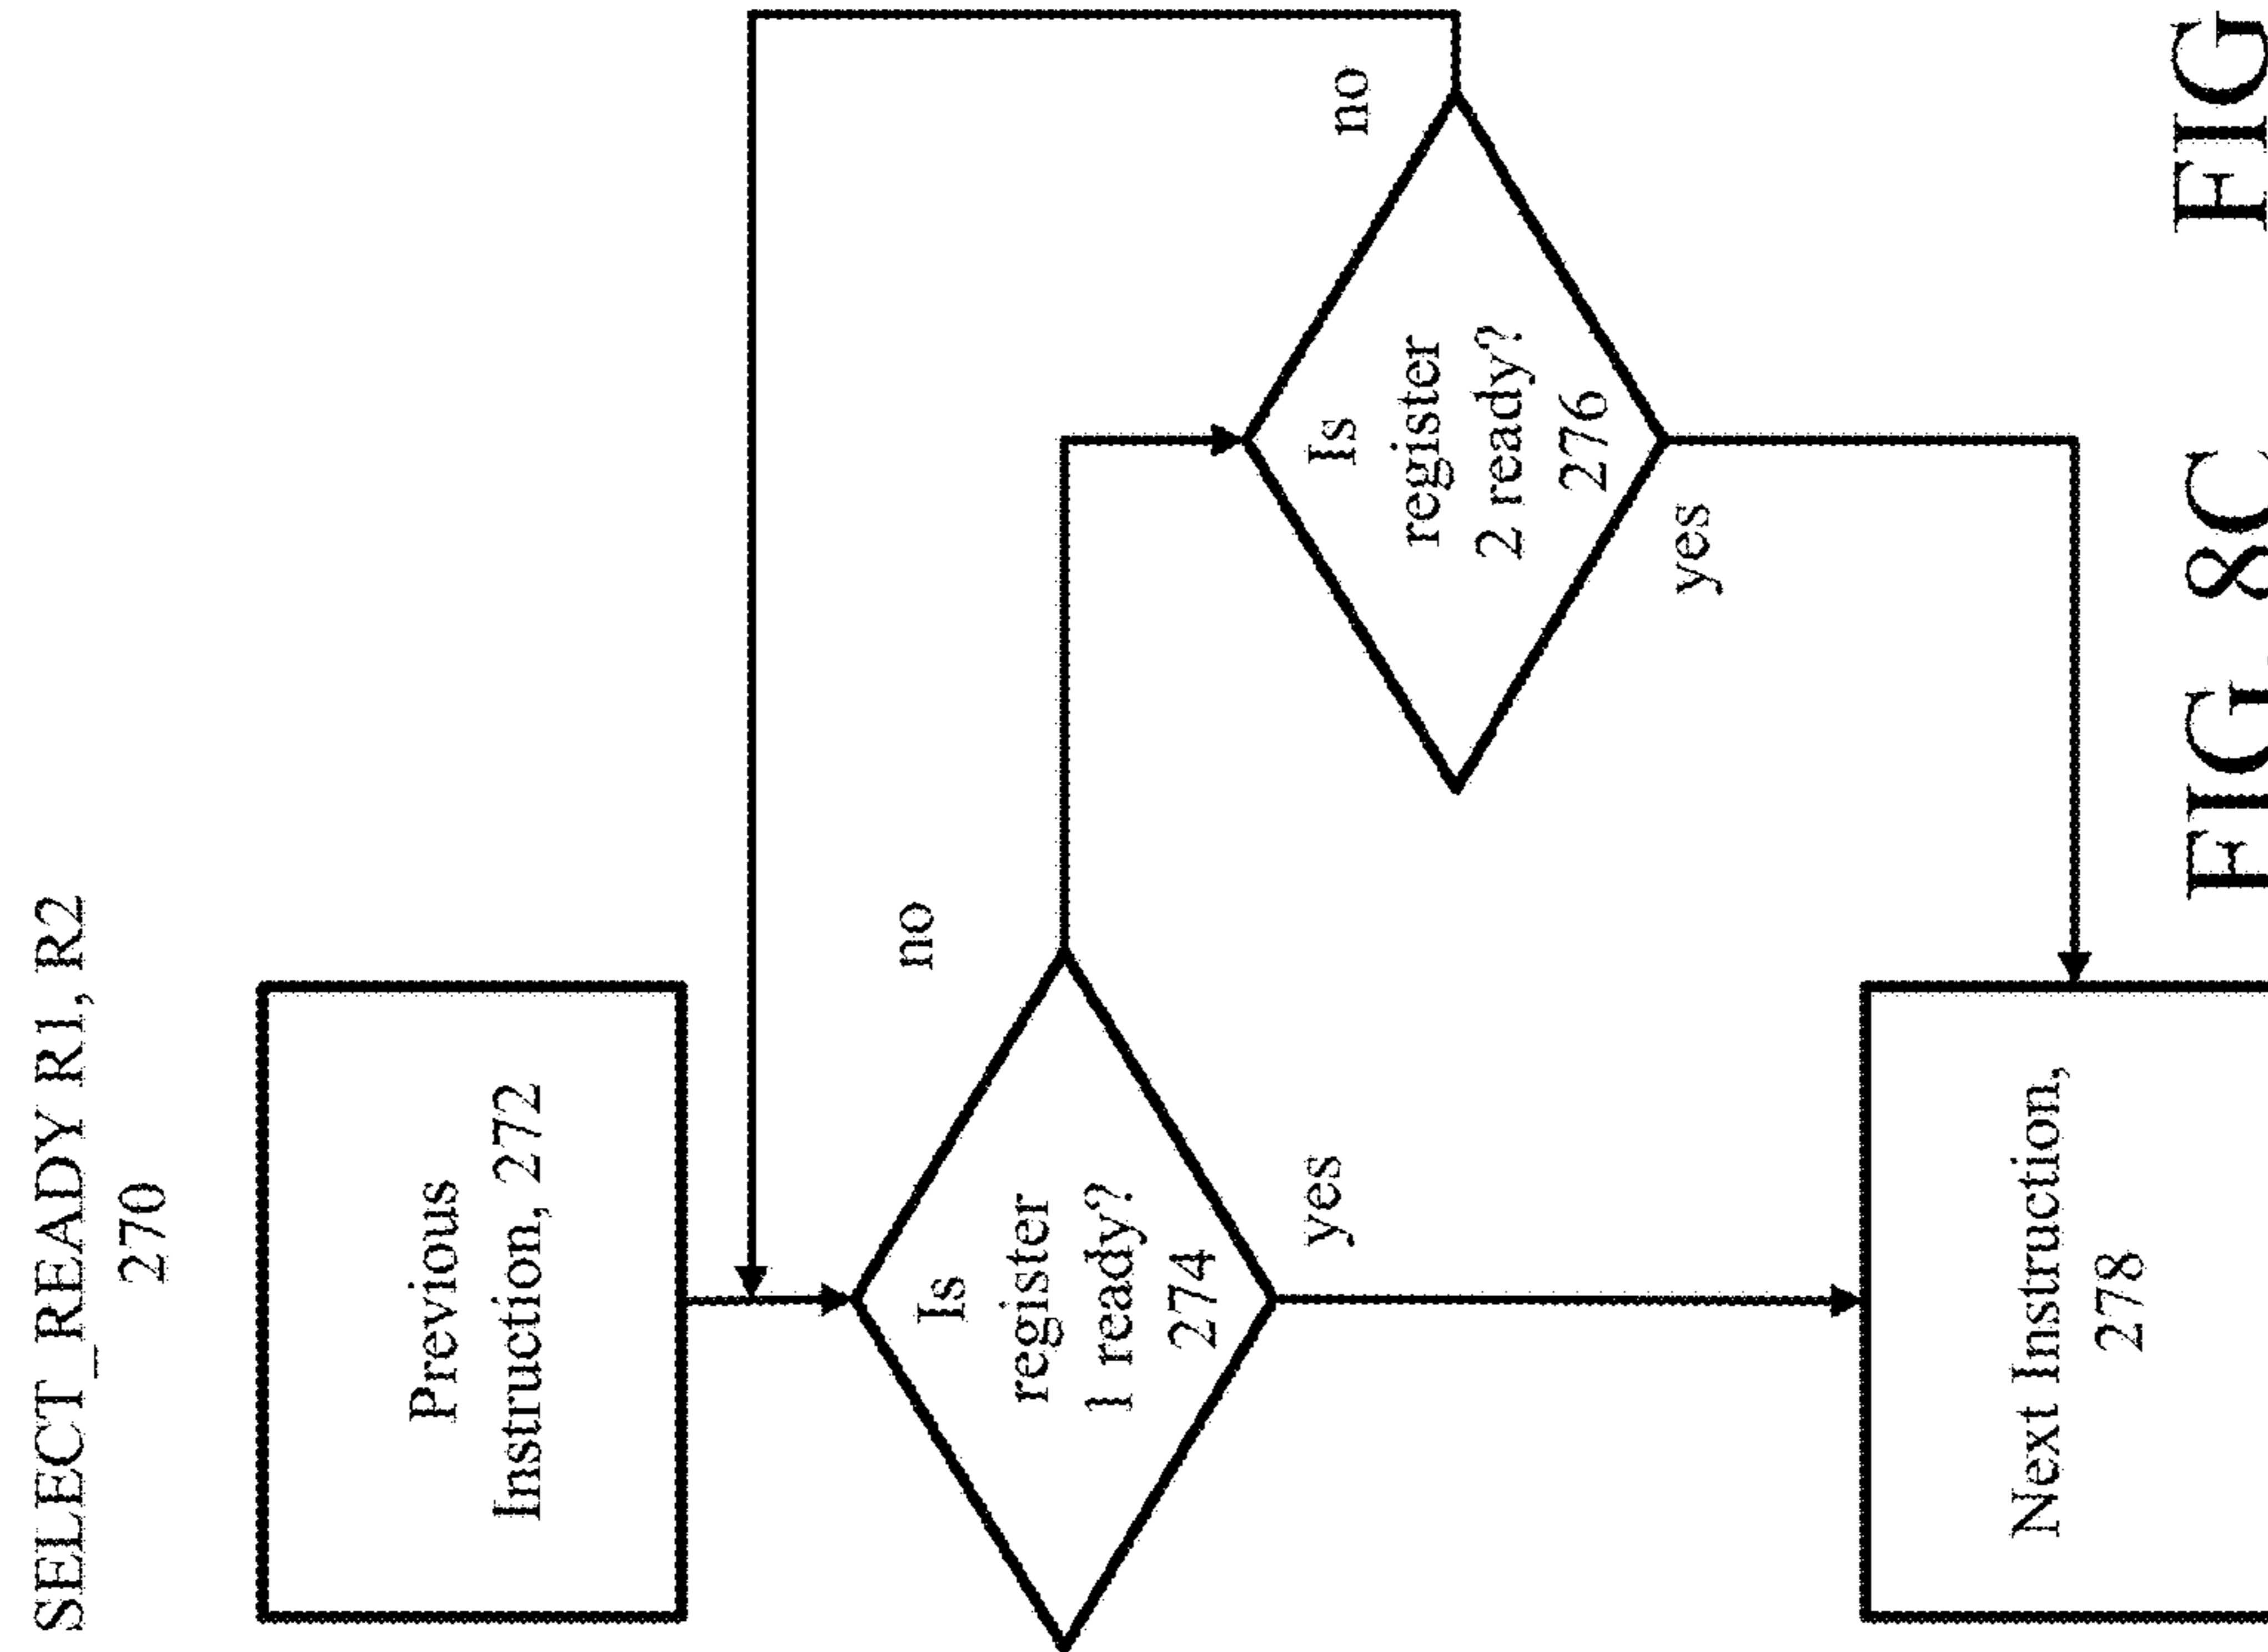 SELECT_READY R1, R2
270
Previous
Instruction, 272
no
Is
register
1 ready?
274
yes
no
Is
register
2 ready?
276
yes
Next Instruction,
278
FIG. 8C
FIG